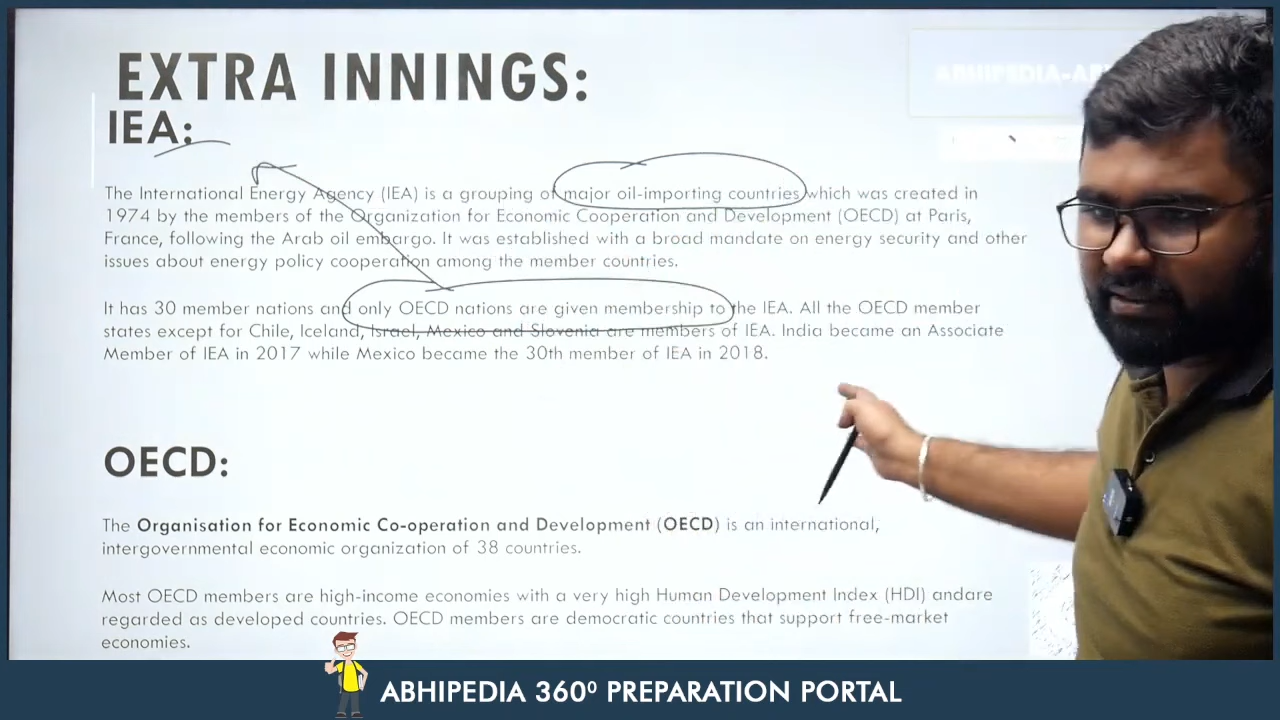 EXTRA INNINGS:
IEA:
The International Energy Agency (IEA) is a grouping of major oil-importing countries which was created in
1974 by the members of the Organization for Economic Cooperation and Development (OECD) at Paris,
France, following the Arab oil embargo. It was established with a broad mandate on energy security and other
issues about energy policy cooperation among the member countries.
It has 30 member nations and only OECD nations are given membership to the IEA. All the OECD member
states except for Chile, Iceland, Israel, Mexico and Slovenia are members of IEA. India became an Associate
Member of IEA in 2017 while Mexico became the 30th member of IEA in 2018.
OECD:
The Organisation for Economic Co-operation and Development (OECD) is an international,
intergovernmental economic organization of 38 countries.
Most OECD members are high-income economies with a very high Human Development Index (HDI) andare
regarded as developed countries. OECD members are democratic countries that support free-market
economies.
ABHIPEDIA 360⁰ PREPARATION PORTAL